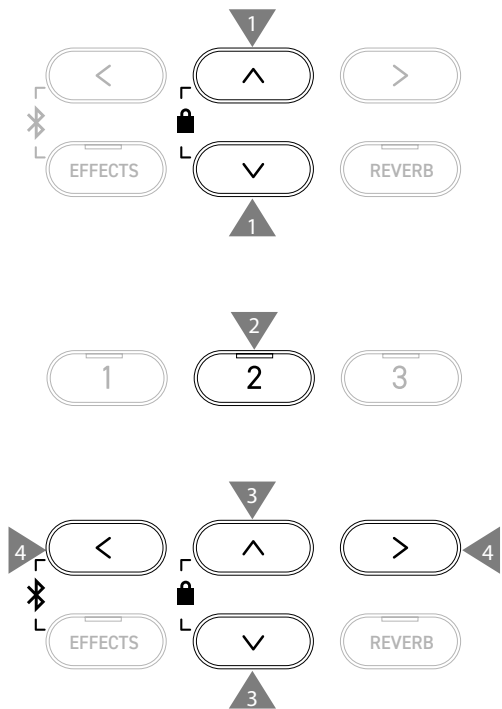 1
< ∧ >
EFFECTS ∨ REVERB
1
2
1 2 3
3
4 < ∧ > 4
EFFECTS ∨ REVERB
3